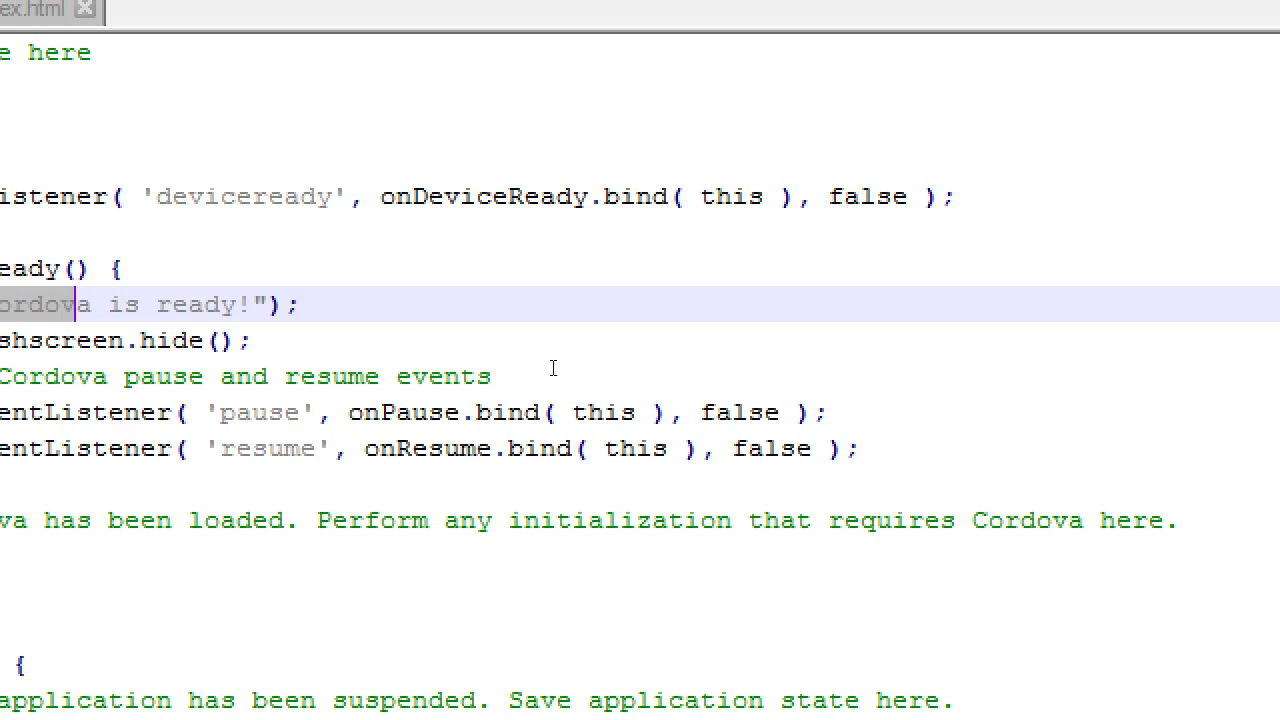 ex.html
e here
istener( 'deviceready', onDeviceReady.bind( this ), false );
eady() {
ordova is ready!");
shscreen.hide();
Cordova pause and resume events
entListener( 'pause', onPause.bind( this ), false );
entListener( 'resume', onResume.bind( this ), false );
va has been loaded. Perform any initialization that requires Cordova here.
{
application has been suspended. Save application state here.